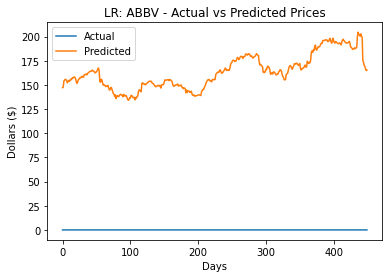 LR: ABBV - Actual vs Predicted Prices
Actual
Predicted
200
175
150
125
100
75
50
25
0
Dollars ($)
0 100 200 300 400
Days